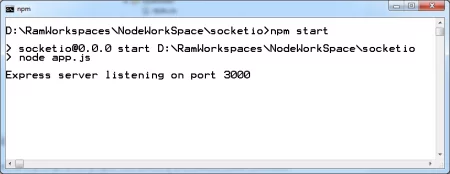 npm
D:\RamWorkspaces\NodeWorkSpace\socketio>npm start
> socketio@0.0.0 start D:\RamWorkspaces\NodeWorkSpace\socketio
> node app.js
Express server listening on port 3000